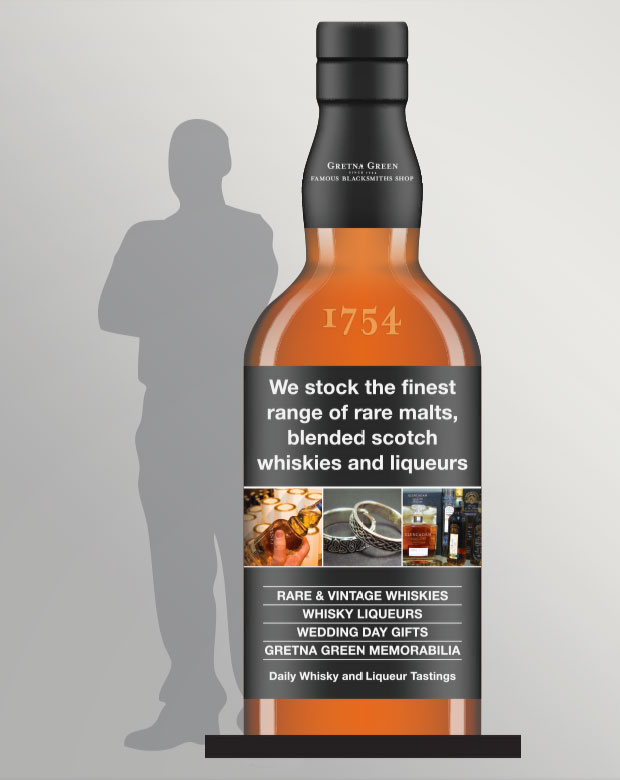 GRETNA GREEN
SINCE 1754
FAMOUS BLACKSMITHS SHOP
1754
We stock the finest
range of rare malts,
blended scotch
whiskies and liqueurs
GLENCADAM
RARE & VINTAGE WHISKIES
WHISKY LIQUEURS
WEDDING DAY GIFTS
GRETNA GREEN MEMORABILIA
Daily Whisky and Liqueur Tastings